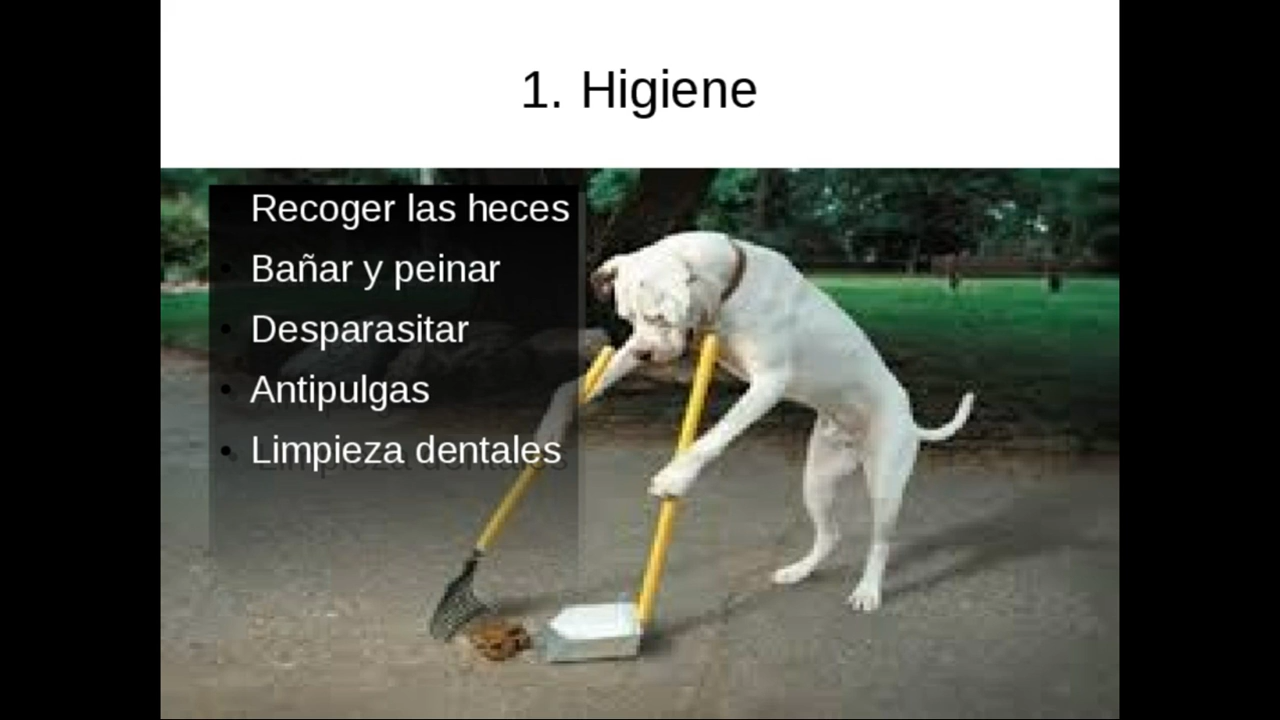 1. Higiene
Recoger las heces
Bañar y peinar
Desparasitar
Antipulgas
Limpieza dentales